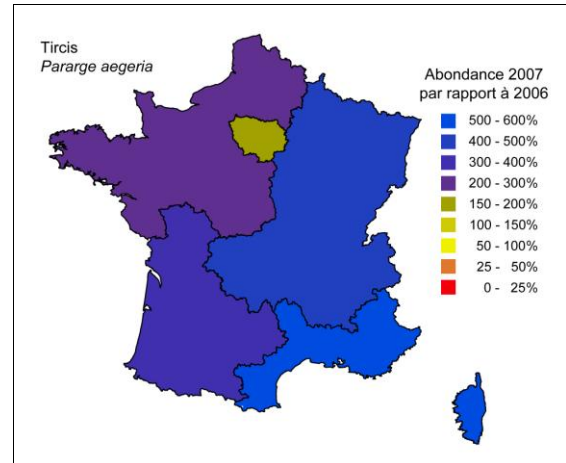 Tircis
Pararge aegeria
Abondance 2007
par rapport à 2006
500 - 600%
400 - 500%
300 - 400%
200 - 300%
150 - 200%
100 - 150%
50 - 100%
25 - 50%
0 - 25%